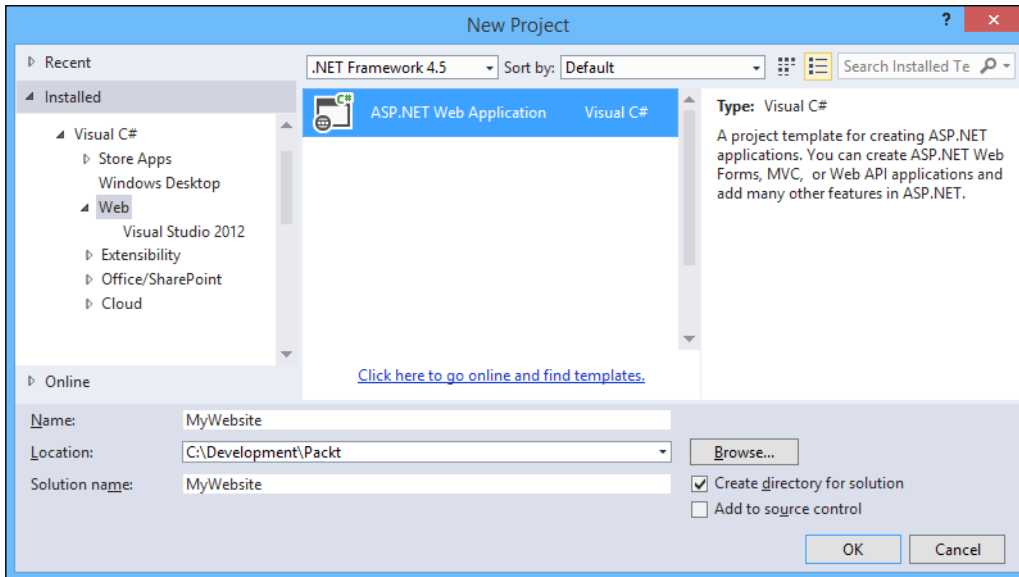 New Project
?
Recent
.NET Framework 4.5
Sort by: Default
Search Installed Te
Installed
Visual C#
Store Apps
Windows Desktop
Web
Visual Studio 2012
Extensibility
Office/SharePoint
Cloud
Online
C#
ASP.NET Web Application Visual C#
Click here to go online and find templates.
Type: Visual C#
A project template for creating ASP.NET
applications. You can create ASP.NET Web
Forms, MVC, or Web API applications and
add many other features in ASP.NET.
Name: MyWebsite
Location: C:\Development\Packt
Browse...
Solution name: MyWebsite
Create directory for solution
Add to source control
OK
Cancel